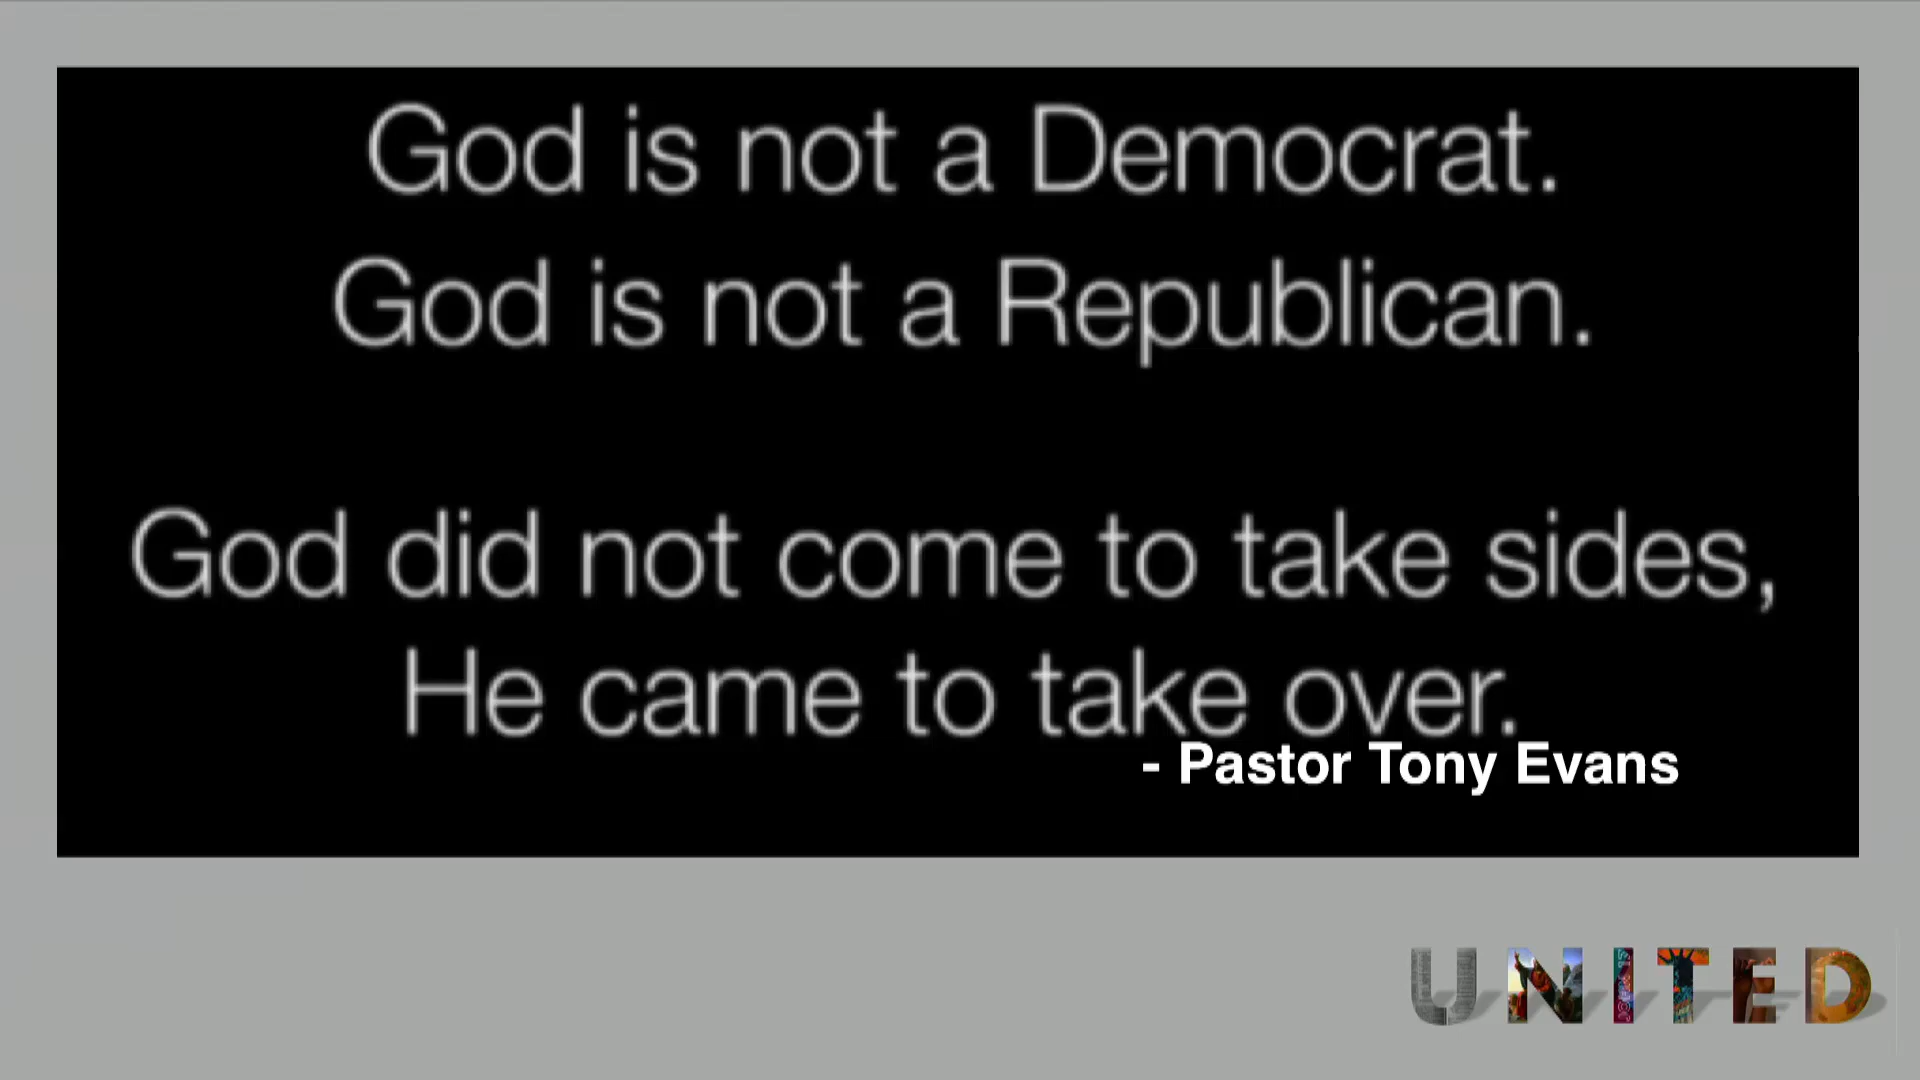 God is not a Democrat.
God is not a Republican.
God did not come to take sides,
He came to take over.
- Pastor Tony Evans
UNITED